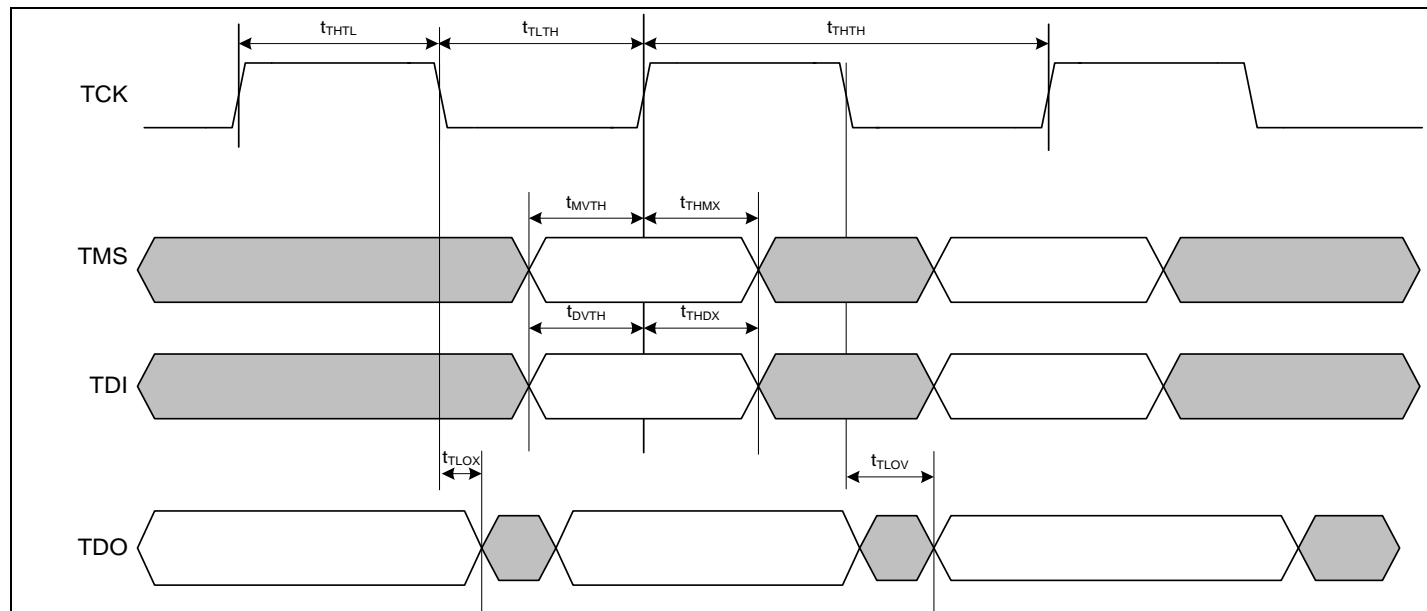 tTHTL tTLTH tTHTH
TCK
tMVTH tTHMX
TMS
tDVTH tTHDX
TDI
tTLOX tTLOV
TDO